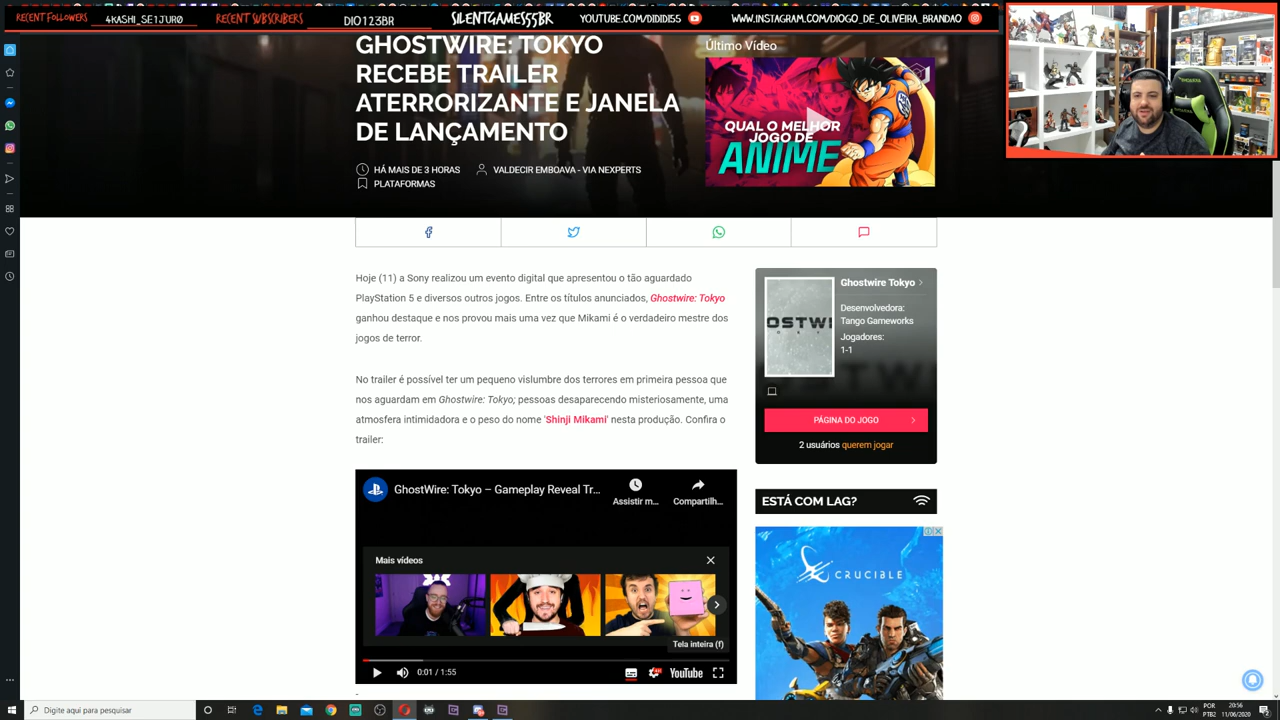 RECENT FOLLOWERS 4KASHI_SE1JUR0 RECENT SUBSCRIBERS DIO123BR SILENTGAMES55BR YOUTUBE.COM/DIDIDI55 WWW.INSTAGRAM.COM/DIOGO_DE_OLIVEIRA_BRANDAO
GHOSTWIRE: TOKYO
RECEBE TRAILER
ATERRORIZANTE E JANELA
DE LANÇAMENTO
HÁ MAIS DE 3 HORAS VALDECIR EMBOAVA - VIA NEXPERTS
PLATAFORMAS
Último Vídeo
QUAL O MELHOR
JOGO DE
ANIME
Hoje (11) a Sony realizou um evento digital que apresentou o tão aguardado
PlayStation 5 e diversos outros jogos. Entre os títulos anunciados, Ghostwire: Tokyo
ganhou destaque e nos provou mais uma vez que Mikami é o verdadeiro mestre dos
jogos de terror.
No trailer é possível ter um pequeno vislumbre dos terrores em primeira pessoa que
nos aguardam em Ghostwire: Tokyo; pessoas desaparecendo misteriosamente, uma
atmosfera intimidadora e o peso do nome 'Shinji Mikami' nesta produção. Confira o
trailer:
GhostWire: Tokyo – Gameplay Reveal Tr...
Assistir m...
Compartilh...
Mais vídeos
Tela inteira (f)
0:01 / 1:55
YouTube
-
Ghostwire Tokyo
OSTWI
Desenvolvedora:
Tango Gameworks
Jogadores:
1-1
PÁGINA DO JOGO
2 usuários querem jogar
ESTÁ COM LAG?
CRUCIBLE
Digite aqui para pesquisar
POR
PTB2
20:56
11/06/2020